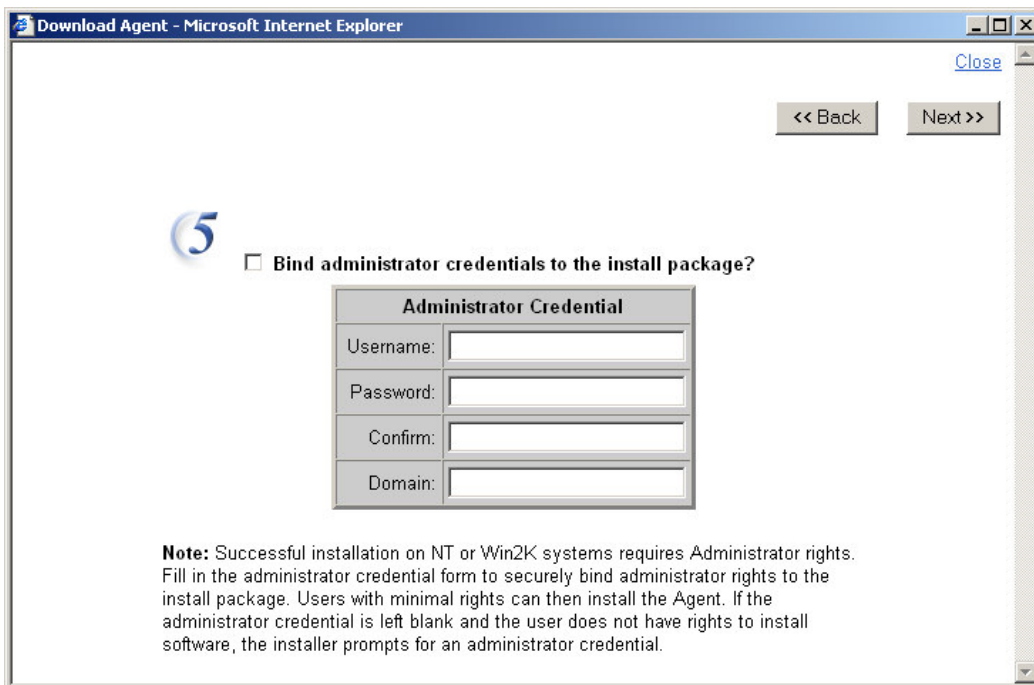 Download Agent - Microsoft Internet Explorer
Close
<< Back Next >>
5
Bind administrator credentials to the install package?
Administrator Credential
Username:
Password:
Confirm:
Domain:
Note: Successful installation on NT or Win2K systems requires Administrator rights.
Fill in the administrator credential form to securely bind administrator rights to the
install package. Users with minimal rights can then install the Agent. If the
administrator credential is left blank and the user does not have rights to install
software, the installer prompts for an administrator credential.